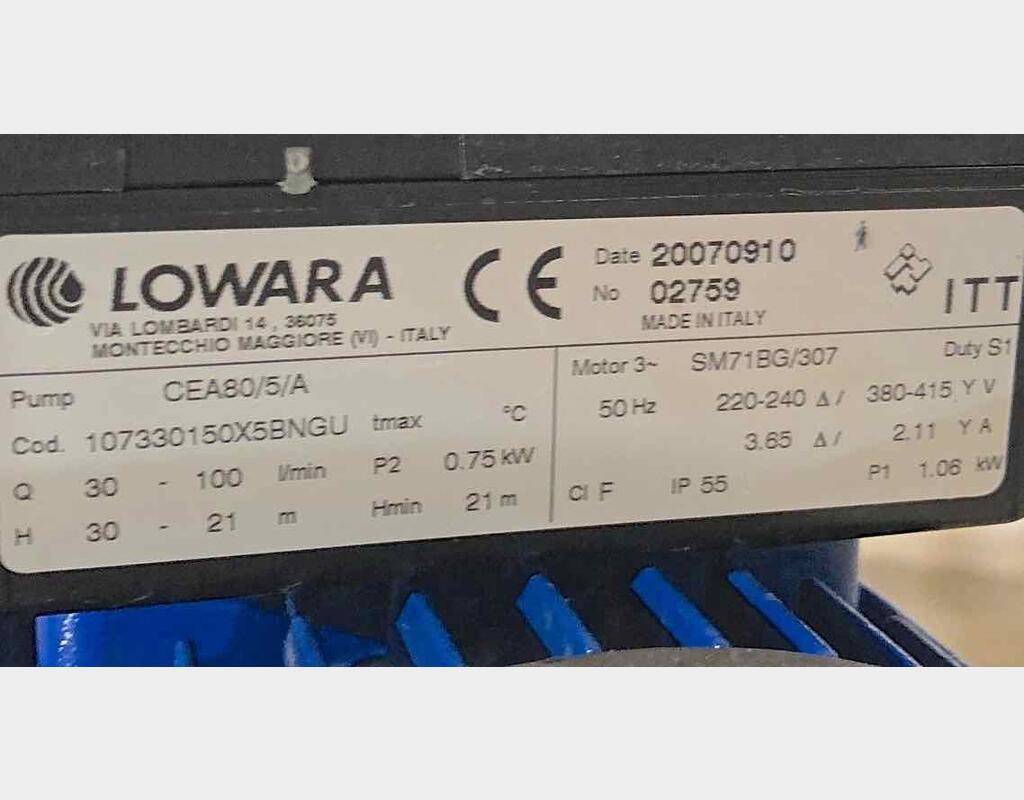 LOWARA
VIA LOMBARDI 14 , 36075
MONTECCHIO MAGGIORE (VI) - ITALY
CE
Date 20070910
No 02759
MADE IN ITALY
ITT
Pump CEA80/5/A
Cod. 107330150X5BNGU tmax °C
Q 30 - 100 l/min P2 0.75 kW
H 30 - 21 m Hmin 21 m
Motor 3~ SM71BG/307 Duty S1
50 Hz 220-240 Δ / 380-415 Y V
3.65 Δ / 2.11 Y A
Cl F IP 55 P1 1.06 kW